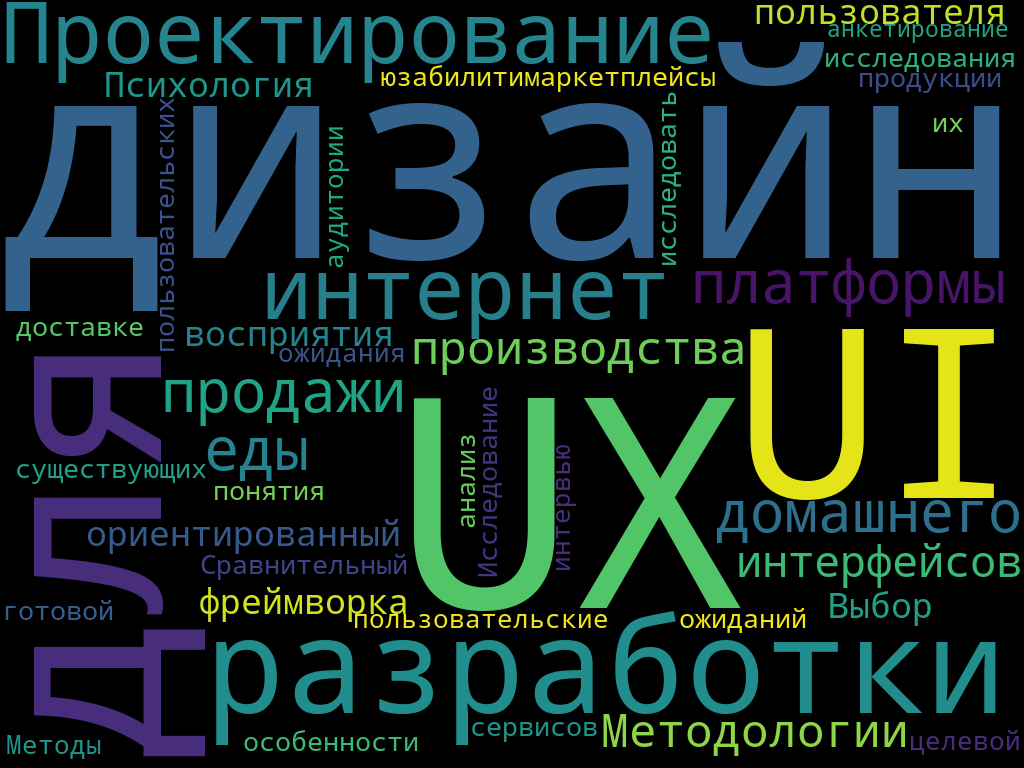 Проектирование
пользователя
анкетирование
исследования
Психология
юзабилитимаркетплейсы
продукции
дизайн
их
пользовательских
аудитории
исследовать
интернет
платформы
доставке
восприятия
ожидания
производства
UI
для
продажи
UX
еды
анализ
Исследование
интервью
существующих
понятия
домашнего
ориентированный
Сравнительный
интерфейсов
готовой
фреймворка
пользовательские
ожиданий
Выбор
разработки
Методы
особенности
сервисов
Методологии
целевой